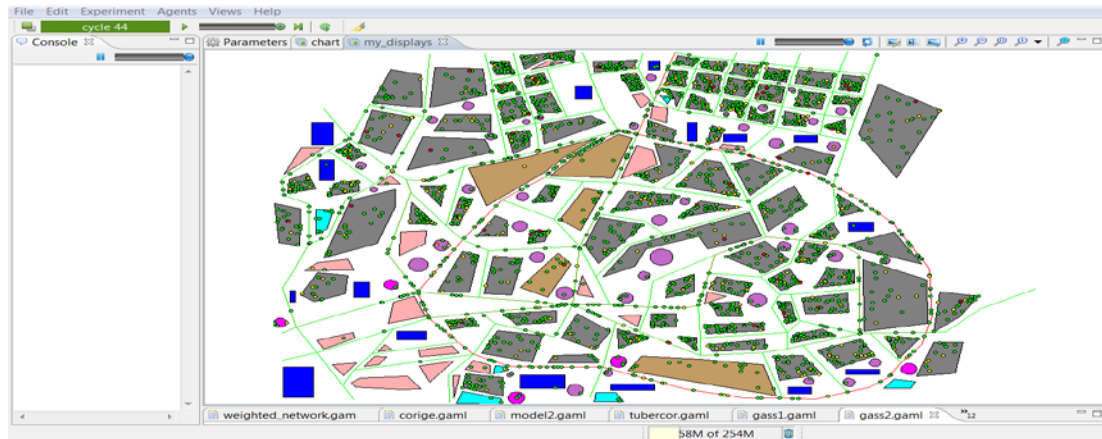 File Edit Experiment Agents Views Help
cycle 44
Console
Parameters chart my_displays
weighted_network.gam corige.gaml model2.gaml tubercor.gaml gass1.gaml gass2.gaml »12
58M of 254M